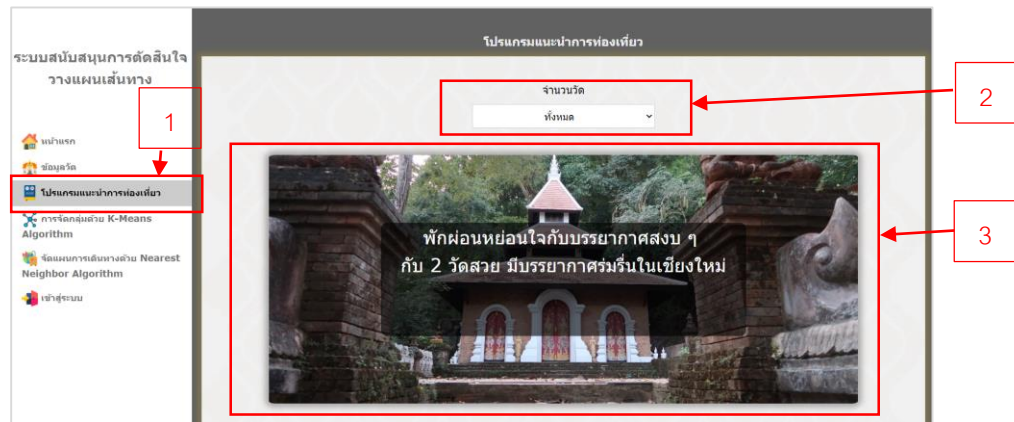 ระบบสนับสนุนการตัดสินใจ
วางแผนเส้นทาง
หน้าแรก
ข้อมูลวัด
โปรแกรมแนะนำการท่องเที่ยว
การจัดกลุ่มด้วย K-Means
Algorithm
จัดแผนการเดินทางด้วย Nearest
Neighbor Algorithm
เข้าสู่ระบบ
1
โปรแกรมแนะนำการท่องเที่ยว
จำนวนวัด
ทั้งหมด
2
พักผ่อนหย่อนใจกับบรรยากาศสงบ ๆ
กับ 2 วัดสวย มีบรรยากาศร่มรื่นในเชียงใหม่
3